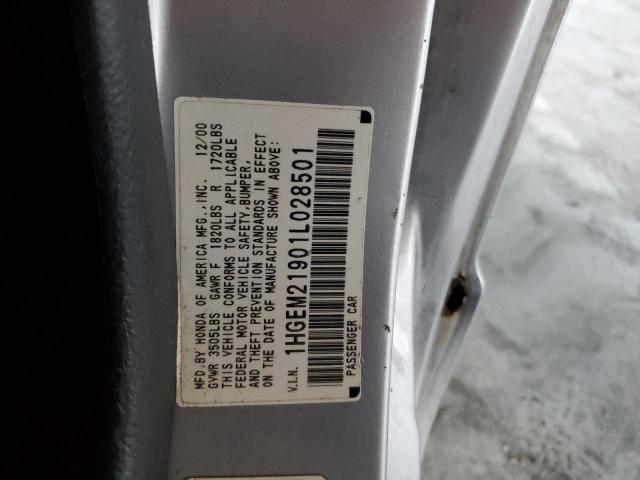 MFD.BY HONDA OF AMERICA MFG.,INC. 12/00
GVWR 3505LBS GAWR F 1820LBS R 1720LBS
THIS VEHICLE CONFORMS TO ALL APPLICABLE
FEDERAL MOTOR VEHICLE SAFETY,BUMPER,
AND THEFT PREVENTION STANDARDS IN EFFECT
ON THE DATE OF MANUFACTURE SHOWN ABOVE:
V.I.N. 1HGEM21901L028501
PASSENGER CAR